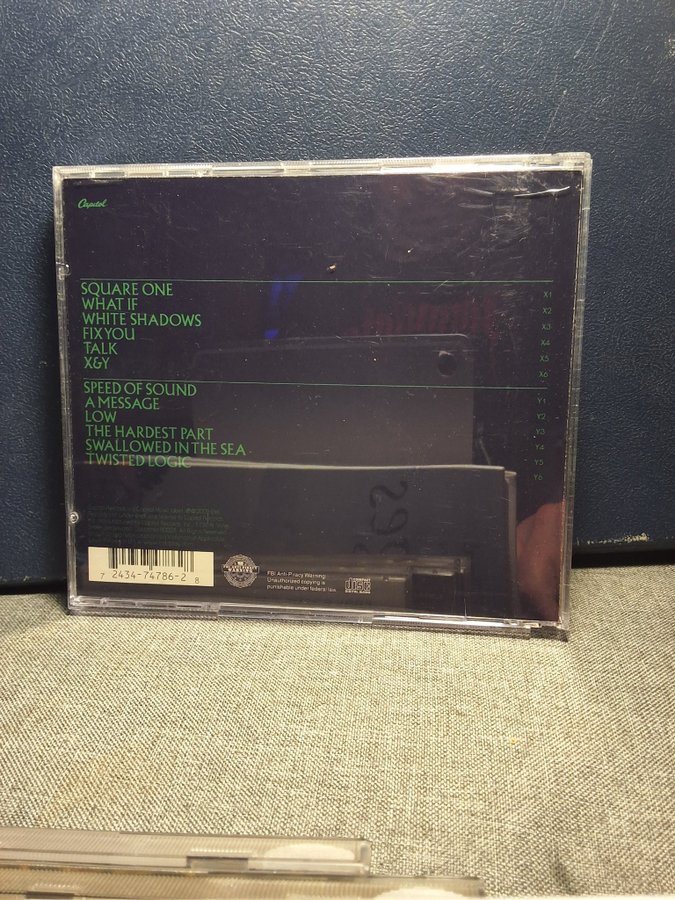 Capitol
SQUARE ONE X1
WHAT IF X2
WHITE SHADOWS X3
FIX YOU X4
TALK X5
X&Y X6
SPEED OF SOUND Y1
A MESSAGE Y2
LOW Y3
THE HARDEST PART Y4
SWALLOWED IN THE SEA Y5
TWISTED LOGIC Y6
7 2434-74786-2 8
FBI Anti-Piracy Warning:
Unauthorized copying is
punishable under federal law.